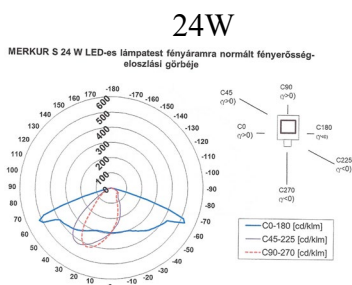 24W
MERKUR S 24 W LED-es lámpatest fényáramra normált fényerősség-
eloszlási görbéje
170 -180 -170
160 -160
150 -150
140 -140
130 -130
120 -120
110 -110
100 -100
90 -90
80 -80
70 -70
60 -60
50 -50
40 -40
30 -30
20 -20
10 -10
600
500
400
300
200
100
0
C90
(γ>0)
C45
(γ>0)
C0
(γ>0)
C180
(γ<0)
C225
(γ<0)
C270
(γ<0)
C0-180 [cd/klm]
C45-225 [cd/klm]
C90-270 [cd/klm]